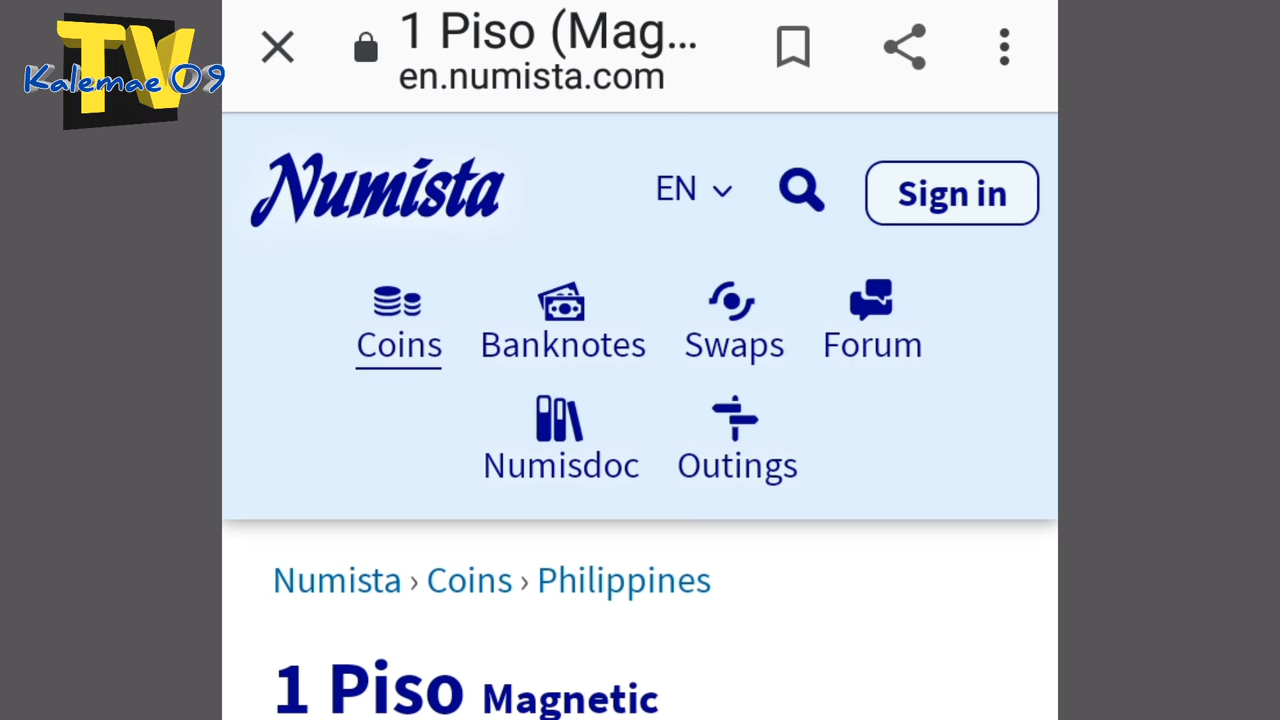 TV
Kalemae 09
1 Piso (Mag...
en.numista.com
Numista
EN
Sign in
Coins
Banknotes
Swaps
Forum
Numisdoc
Outings
Numista › Coins › Philippines
1 Piso Magnetic